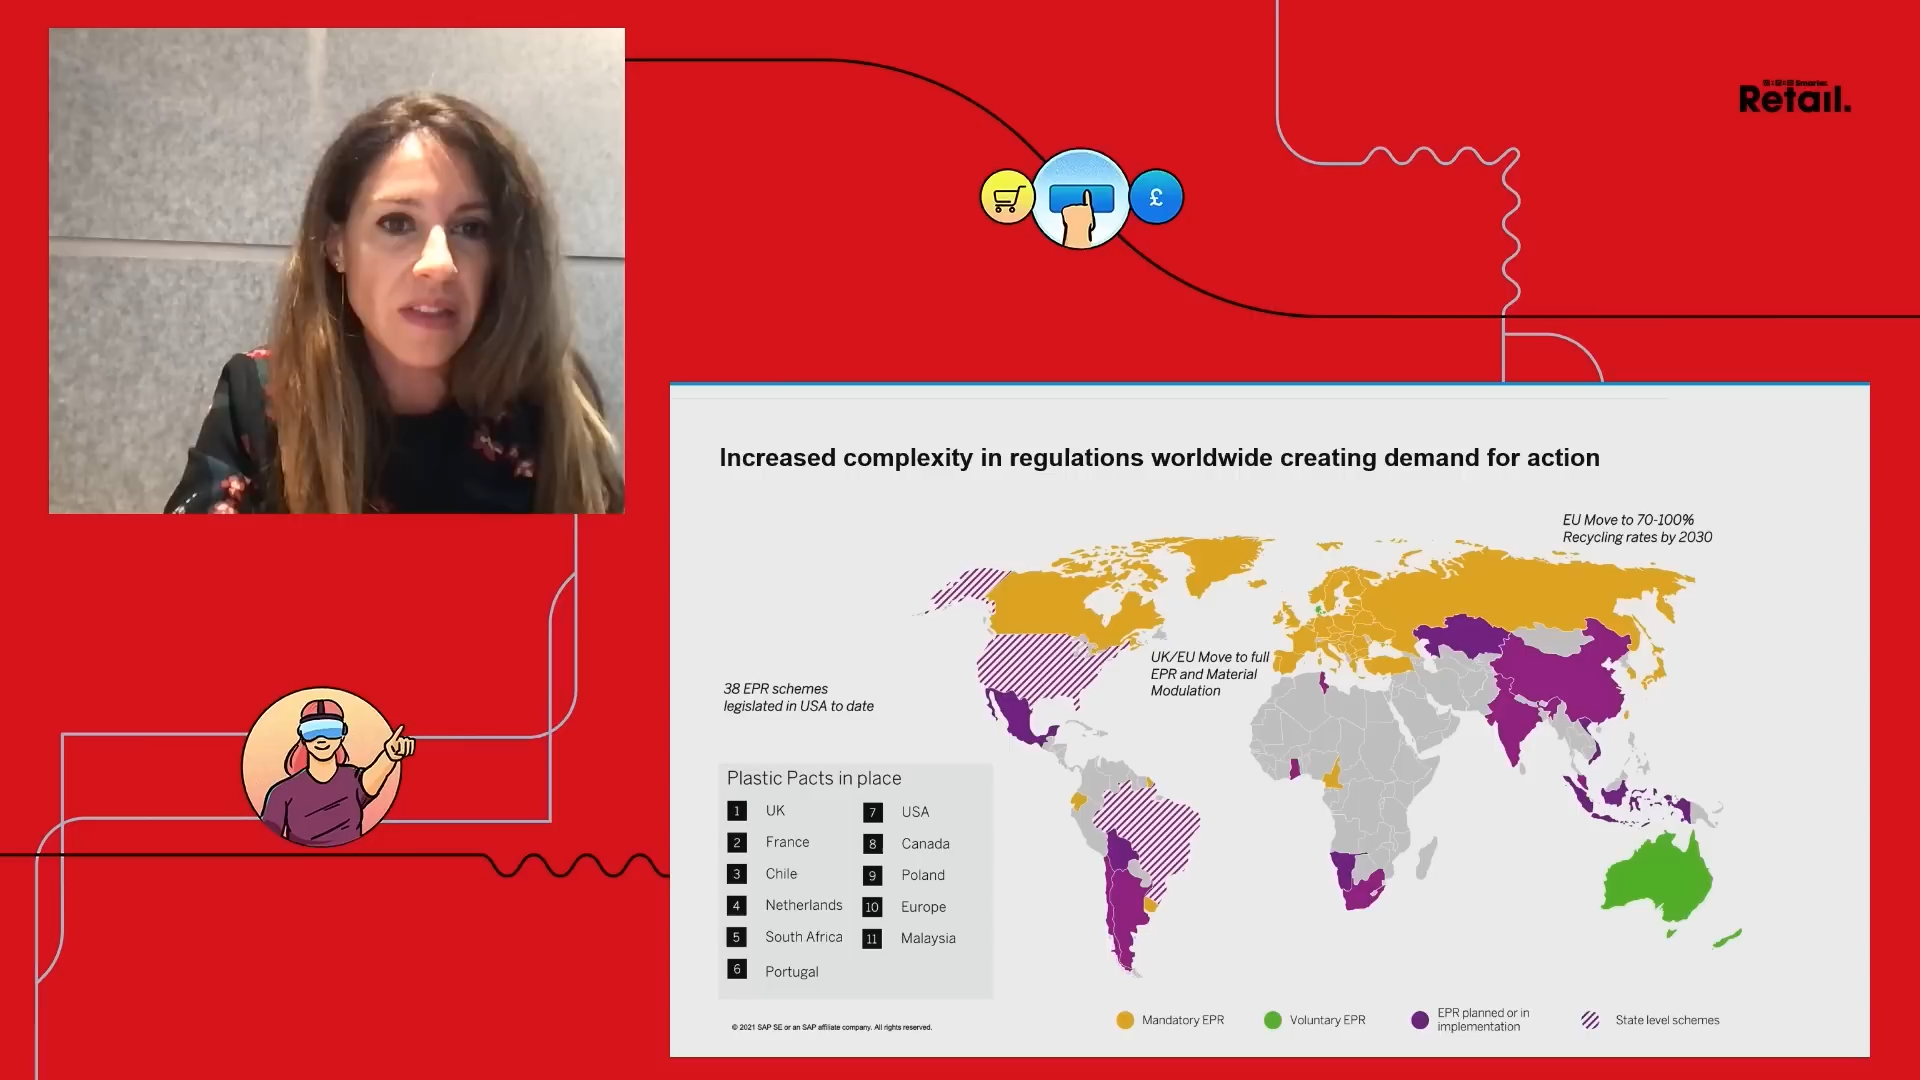 Retail.
£
Increased complexity in regulations worldwide creating demand for action
EU Move to 70-100%
Recycling rates by 2030
UK/EU Move to full
EPR and Material
Modulation
38 EPR schemes
legislated in USA to date
Plastic Pacts in place
1 UK
2 France
3 Chile
4 Netherlands
5 South Africa
6 Portugal
7 USA
8 Canada
9 Poland
10 Europe
11 Malaysia
© 2021 SAP SE or an SAP affiliate company. All rights reserved.
Mandatory EPR
Voluntary EPR
EPR planned or in
implementation
State level schemes